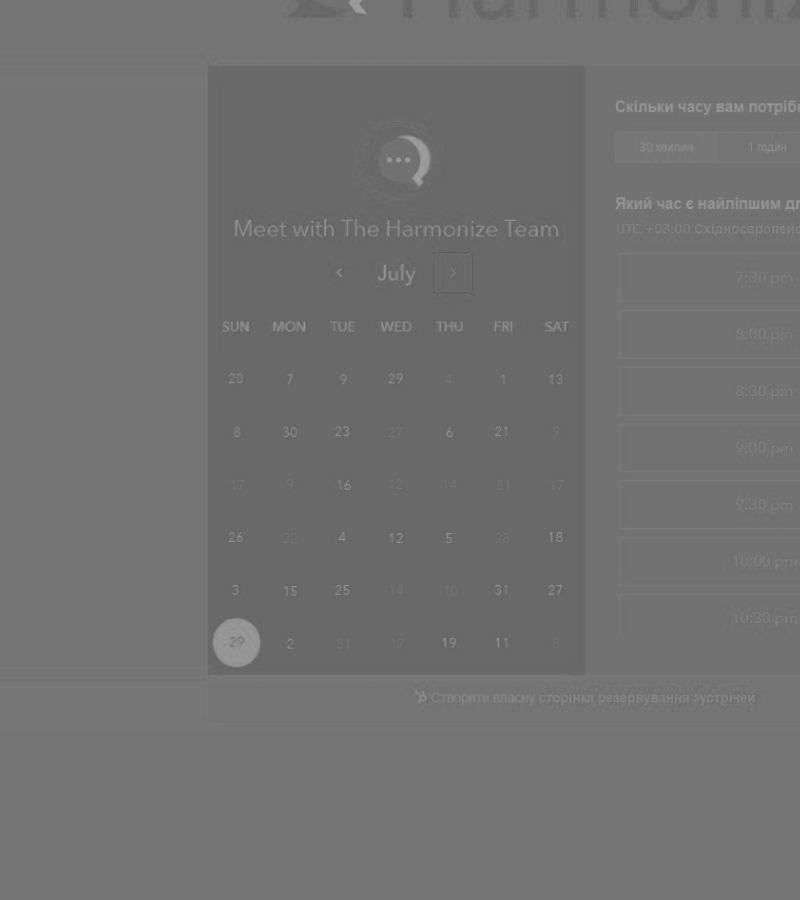 Harmoniz
Meet with The Harmonize Team
July
SUN MON TUE WED THU FRI SAT
20 7 9 29 4 1 13
8 30 23 27 6 21 9
17 9 16 12 14 31 17
26 22 4 12 5 28 18
3 15 25 14 10 31 27
29 2 31 17 19 11 8
Скільки часу вам потріб
30 хвилин 1 годин
Який час є найліпшим дл
UTC +03:00 Східноєвропейс
7:30 pm
8:00 pm
8:30 pm
9:00 pm
9:30 pm
10:00 pm
10:30 pm
Створити власну сторінка резервування зустрічей